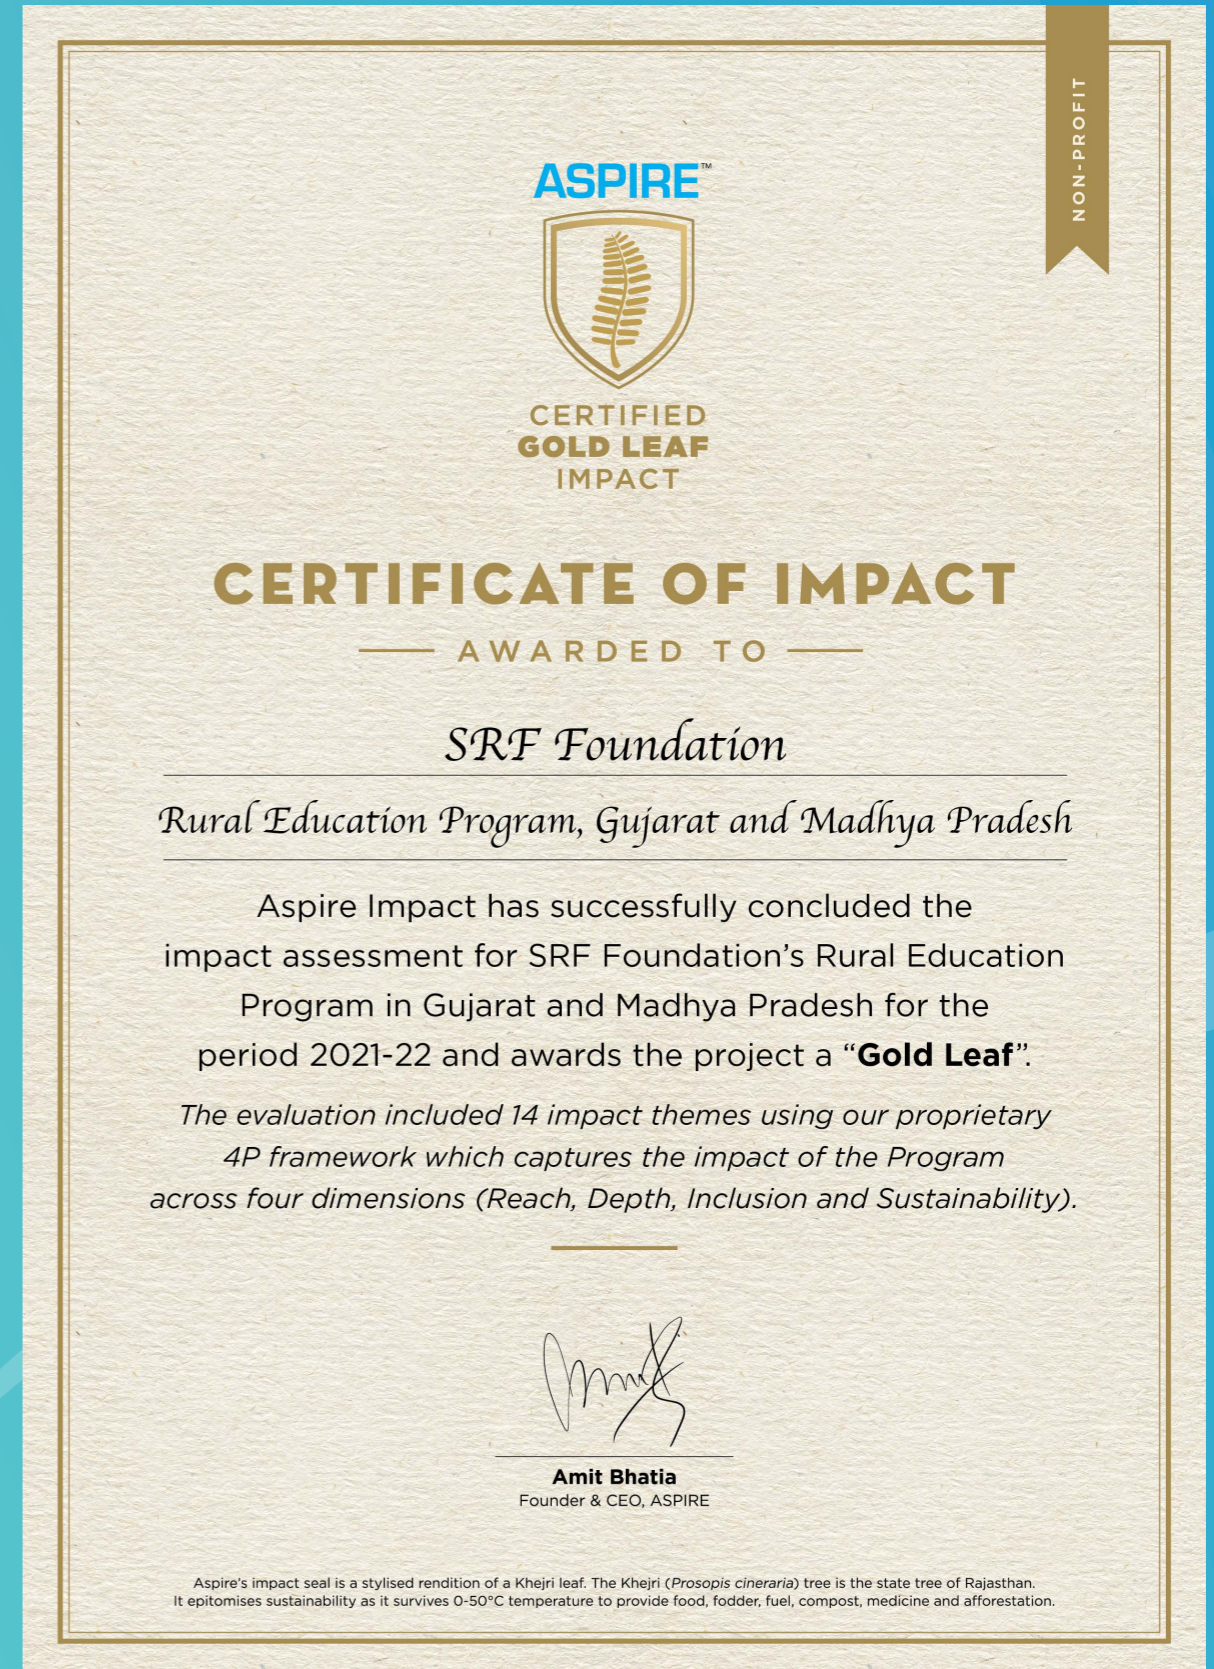 NON-PROFIT
ASPIRE™
CERTIFIED
GOLD LEAF
IMPACT
CERTIFICATE OF IMPACT
AWARDED TO
SRF Foundation
Rural Education Program, Gujarat and Madhya Pradesh
Aspire Impact has successfully concluded the
impact assessment for SRF Foundation’s Rural Education
Program in Gujarat and Madhya Pradesh for the
period 2021-22 and awards the project a “Gold Leaf”.
The evaluation included 14 impact themes using our proprietary
4P framework which captures the impact of the Program
across four dimensions (Reach, Depth, Inclusion and Sustainability).
Amit Bhatia
Founder & CEO, ASPIRE
Aspire’s impact seal is a stylised rendition of a Khejri leaf. The Khejri (Prosopis cineraria) tree is the state tree of Rajasthan.
It epitomises sustainability as it survives 0-50°C temperature to provide food, fodder, fuel, compost, medicine and afforestation.